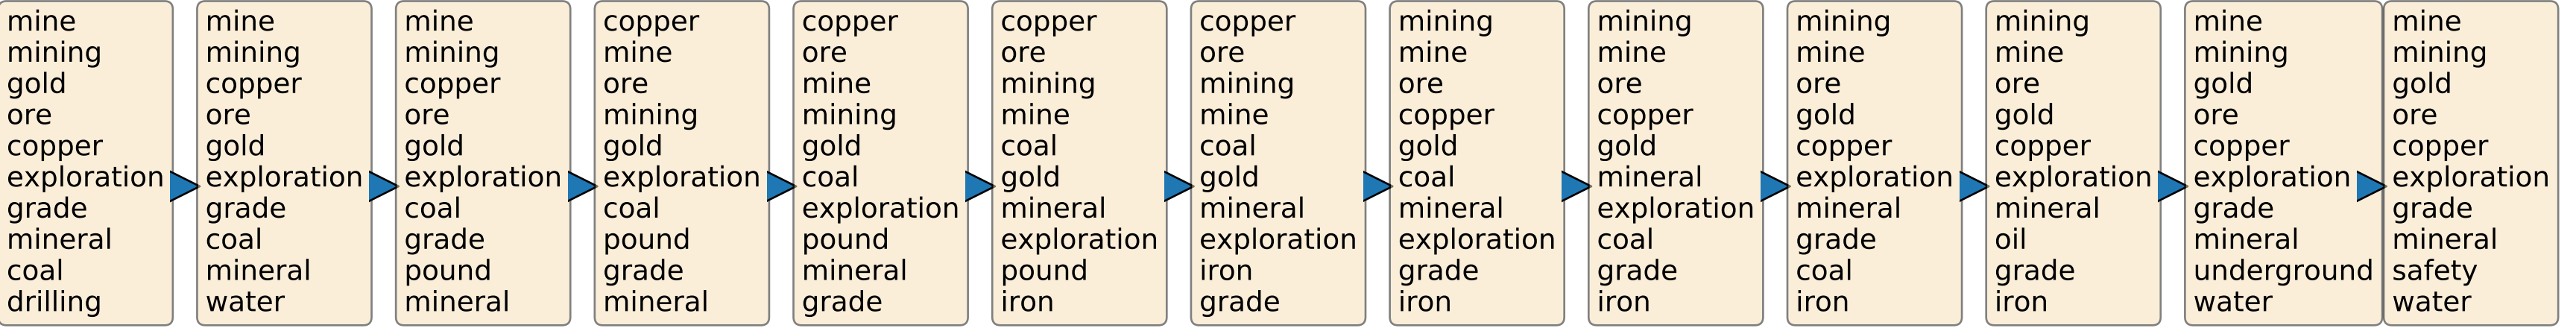 mine
mining
gold
ore
copper
exploration
grade
mineral
coal
drilling
mine
mining
copper
ore
gold
exploration
grade
coal
mineral
water
mine
mining
copper
ore
gold
exploration
coal
grade
pound
mineral
copper
mine
ore
mining
gold
exploration
coal
pound
grade
mineral
copper
ore
mine
mining
gold
coal
exploration
pound
mineral
grade
copper
ore
mining
mine
coal
gold
mineral
exploration
pound
iron
copper
ore
mining
mine
coal
gold
mineral
exploration
iron
grade
mining
mine
ore
copper
gold
coal
mineral
exploration
grade
iron
mining
mine
ore
copper
gold
mineral
exploration
coal
grade
iron
mining
mine
ore
gold
copper
exploration
mineral
grade
coal
iron
mining
mine
ore
gold
copper
exploration
mineral
oil
grade
iron
mine
mining
gold
ore
copper
exploration
grade
mineral
underground
water
mine
mining
gold
ore
copper
exploration
grade
mineral
safety
water